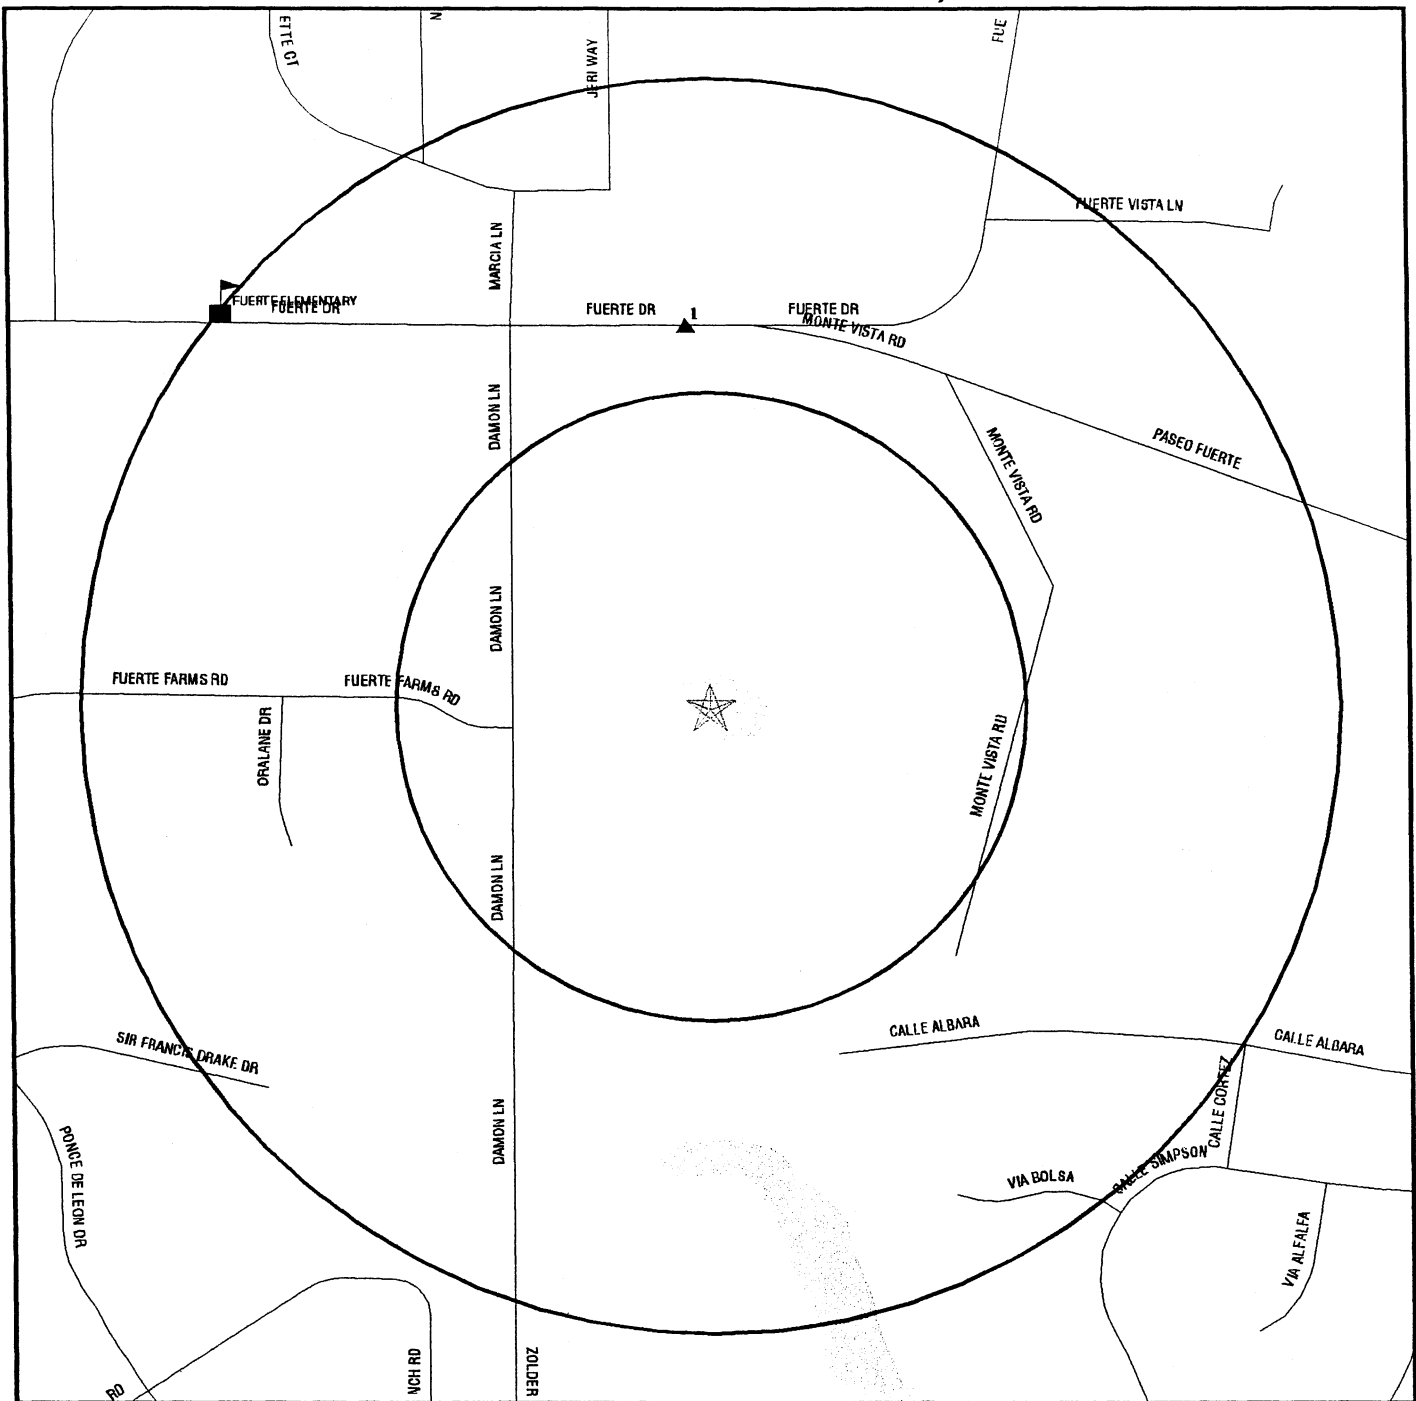 ETTE CT
N
JERI WAY
FUE
FUERTE VISTA LN
MARCIA LN
FUERTE ELEMENTARY
FUERTE DR
FUERTE DR
1
FUERTE DR
MONTE VISTA RD
DAMON LN
MONTE VISTA RD
PASEO FUERTE
DAMON LN
FUERTE FARMS RD
FUERTE FARMS RD
ORALANE DR
MONTE VISTA RD
DAMON LN
SIR FRANCIS DRAKE DR
CALLE ALBARA
CALLE ALBARA
CALLE CORTEZ
PONCE DE LEON DR
DAMON LN
VIA BOLSA
CALLE SIMPSON
VIA ALFALFA
RD
NCH RD
ZOLDER